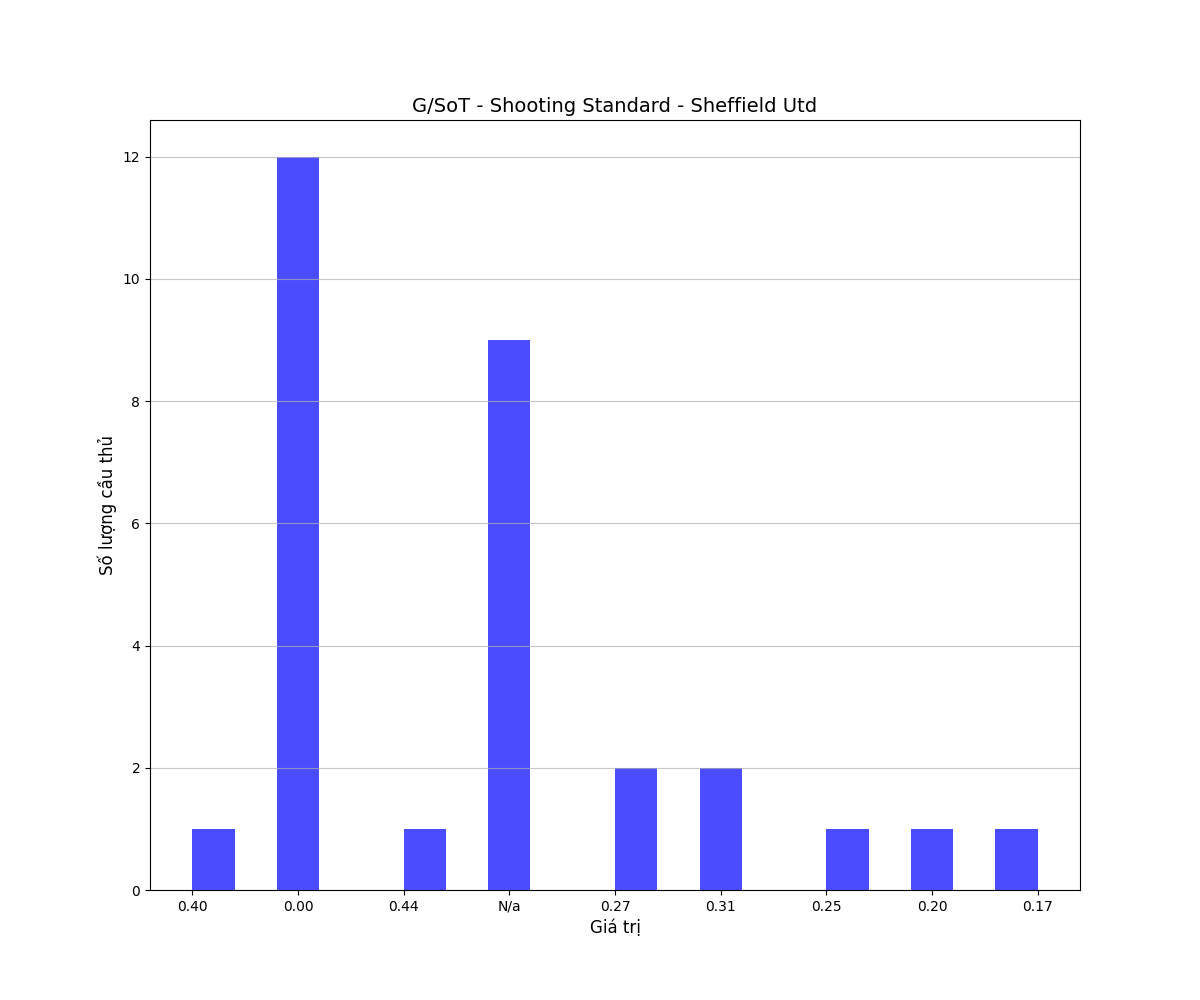 G/SoT - Shooting Standard - Sheffield Utd
12
10
8
6
4
2
0
Số lượng cầu thủ
0.40 0.00 0.44 N/a 0.27 0.31 0.25 0.20 0.17
Giá trị